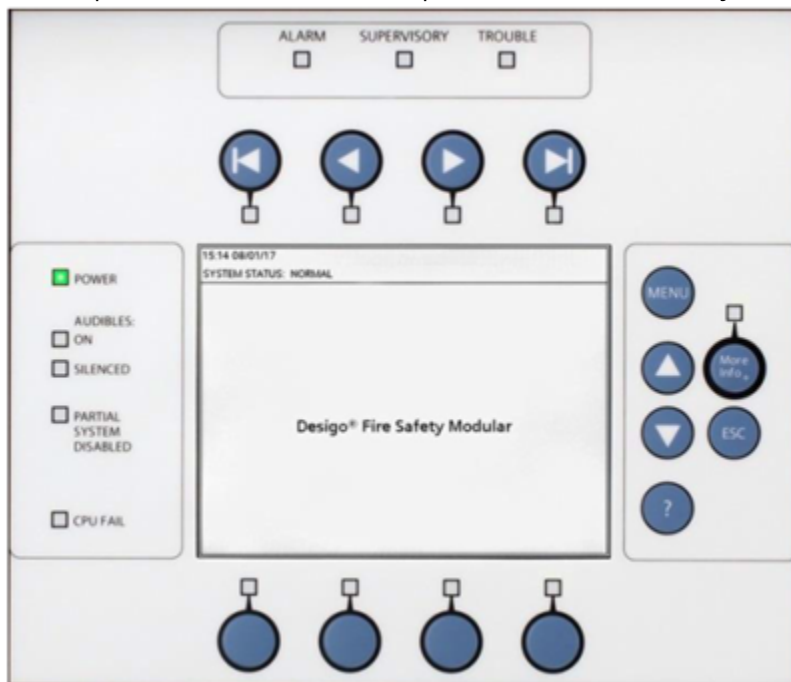 ALARM SUPERVISORY TROUBLE
15:14 08/01/17
SYSTEM STATUS: NORMAL
POWER
AUDIBLES:
ON
SILENCED
PARTIAL
SYSTEM
DISABLED
CPU FAIL
Desigo® Fire Safety Modular
MENU
More
Info
ESC
?